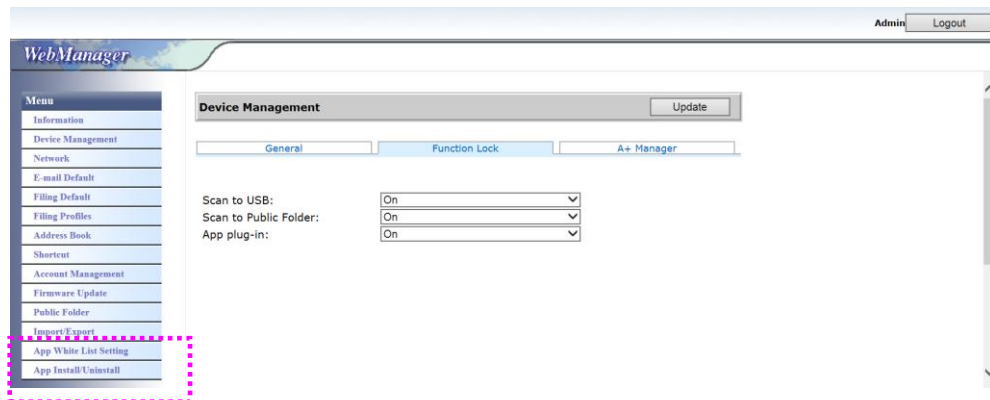 Admin Logout
WebManager
Menu
Information
Device Management
Network
E-mail Default
Filing Default
Filing Profiles
Address Book
Shortcut
Account Management
Firmware Update
Public Folder
Import/Export
App White List Setting
App Install/Uninstall
Device Management Update
General Function Lock A+ Manager
Scan to USB: On
Scan to Public Folder: On
App plug-in: On